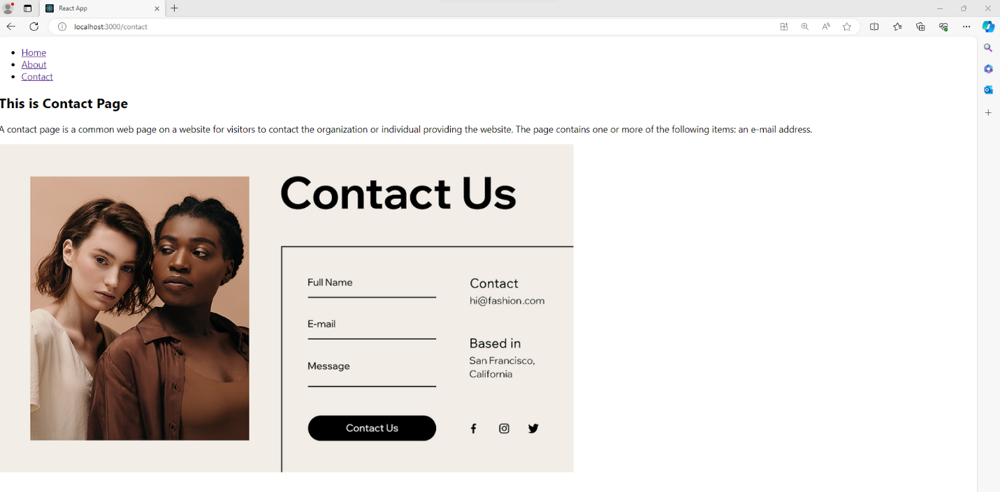 React App
localhost:3000/contact
Home
About
Contact
This is Contact Page
A contact page is a common web page on a website for visitors to contact the organization or individual providing the website. The page contains one or more of the following items: an e-mail address.
Contact Us
Full Name
E-mail
Message
Contact Us
Contact
hi@fashion.com
Based in
San Francisco,
California